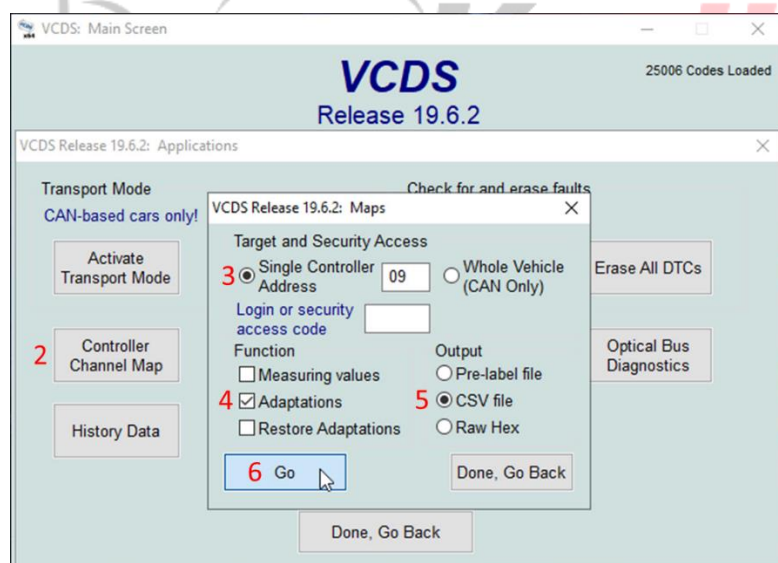 VCDS: Main Screen
VCDS
25006 Codes Loaded
Release 19.6.2
VCDS Release 19.6.2: Applications
Transport Mode
Check for and erase faults
CAN-based cars only!
Activate
Transport Mode
Erase All DTCs
2 Controller
Channel Map
Optical Bus
Diagnostics
History Data
VCDS Release 19.6.2: Maps
Target and Security Access
3 Single Controller
Address
09
Whole Vehicle
(CAN Only)
Login or security
access code
Function
Output
Measuring values
Pre-label file
4 Adaptations
5 CSV file
Restore Adaptations
Raw Hex
6 Go
Done, Go Back
Done, Go Back